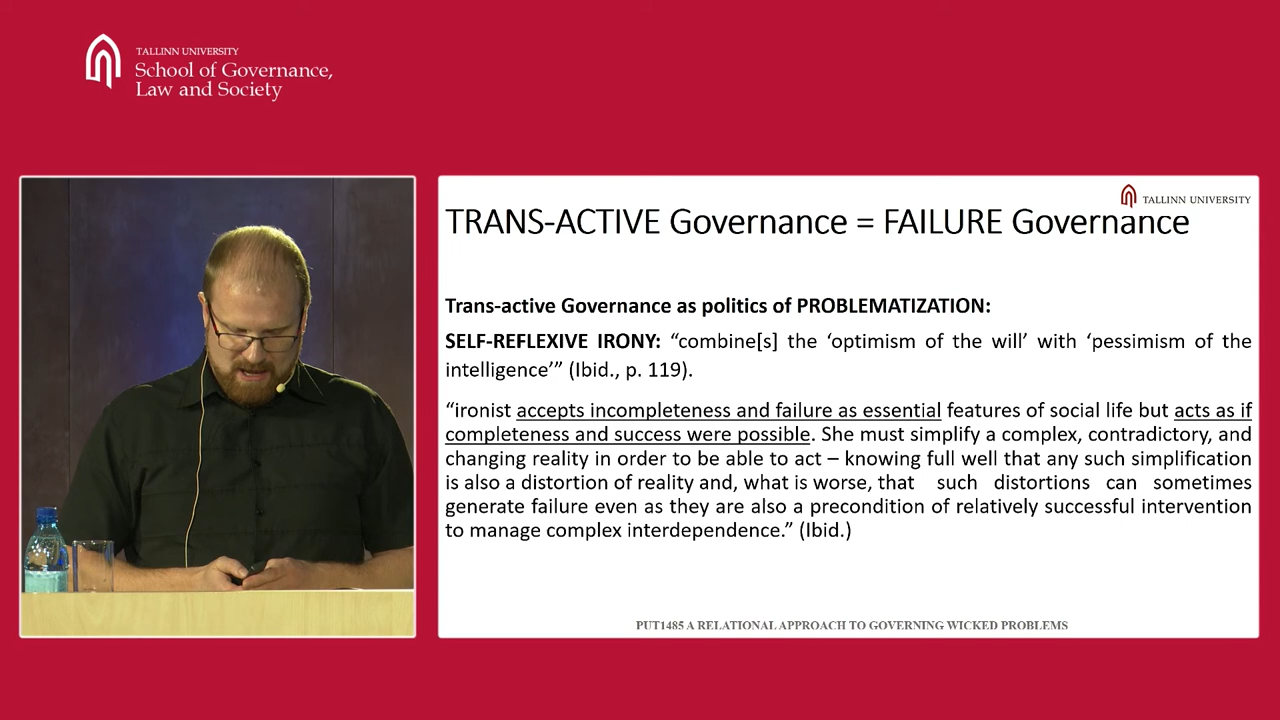 TALLINN UNIVERSITY
School of Governance,
Law and Society
TALLINN UNIVERSITY
TRANS-ACTIVE Governance = FAILURE Governance
Trans-active Governance as politics of PROBLEMATIZATION:
SELF-REFLEXIVE IRONY: “combine[s] the ‘optimism of the will’ with ‘pessimism of the
intelligence’” (Ibid., p. 119).
“ironist accepts incompleteness and failure as essential features of social life but acts as if
completeness and success were possible. She must simplify a complex, contradictory, and
changing reality in order to be able to act – knowing full well that any such simplification
is also a distortion of reality and, what is worse, that such distortions can sometimes
generate failure even as they are also a precondition of relatively successful intervention
to manage complex interdependence.” (Ibid.)
PUT1485 A RELATIONAL APPROACH TO GOVERNING WICKED PROBLEMS